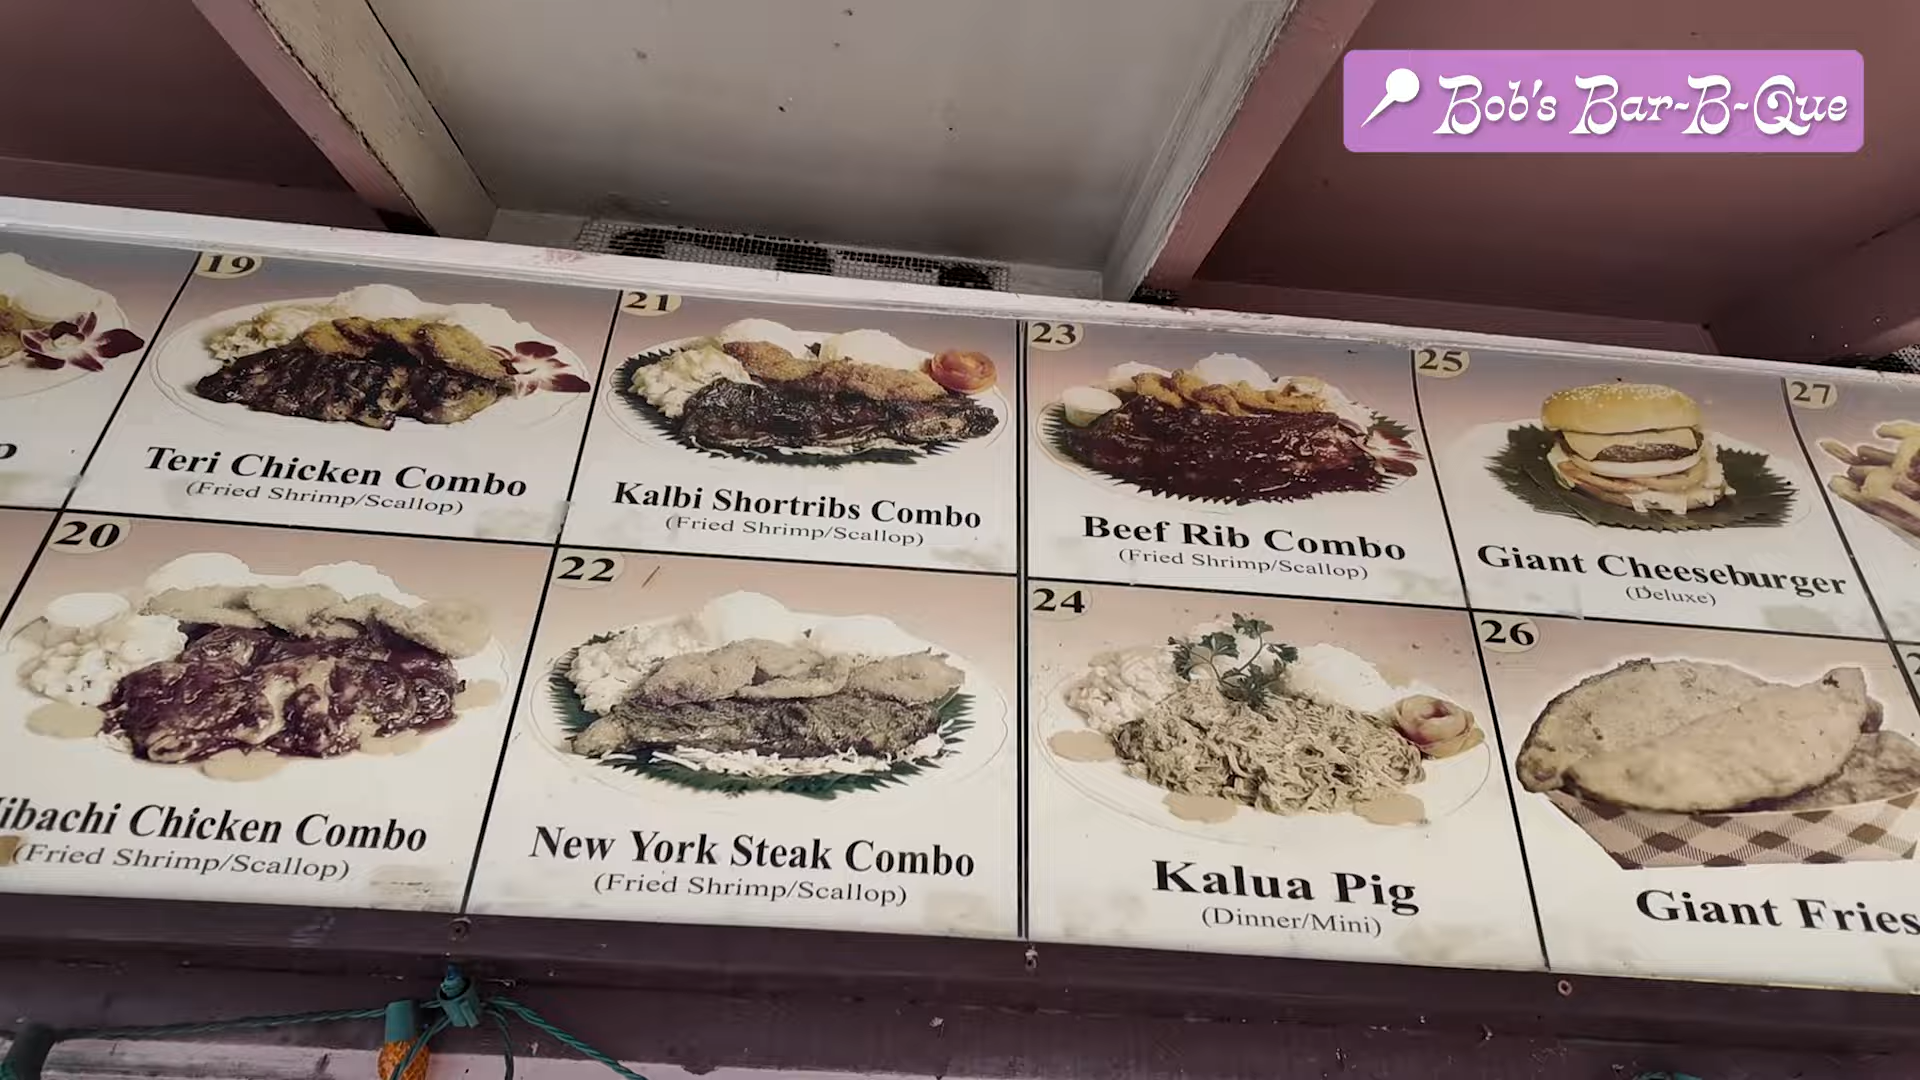 Bob's Bar-B-Que
19
Teri Chicken Combo
(Fried Shrimp/Scallop)
21
Kalbi Shortribs Combo
(Fried Shrimp/Scallop)
23
Beef Rib Combo
(Fried Shrimp/Scallop)
25
Giant Cheeseburger
(Deluxe)
27
20
Chicken Combo
(Fried Shrimp/Scallop)
22
New York Steak Combo
(Fried Shrimp/Scallop)
24
Kalua Pig
(Dinner/Mini)
26
Giant Fries